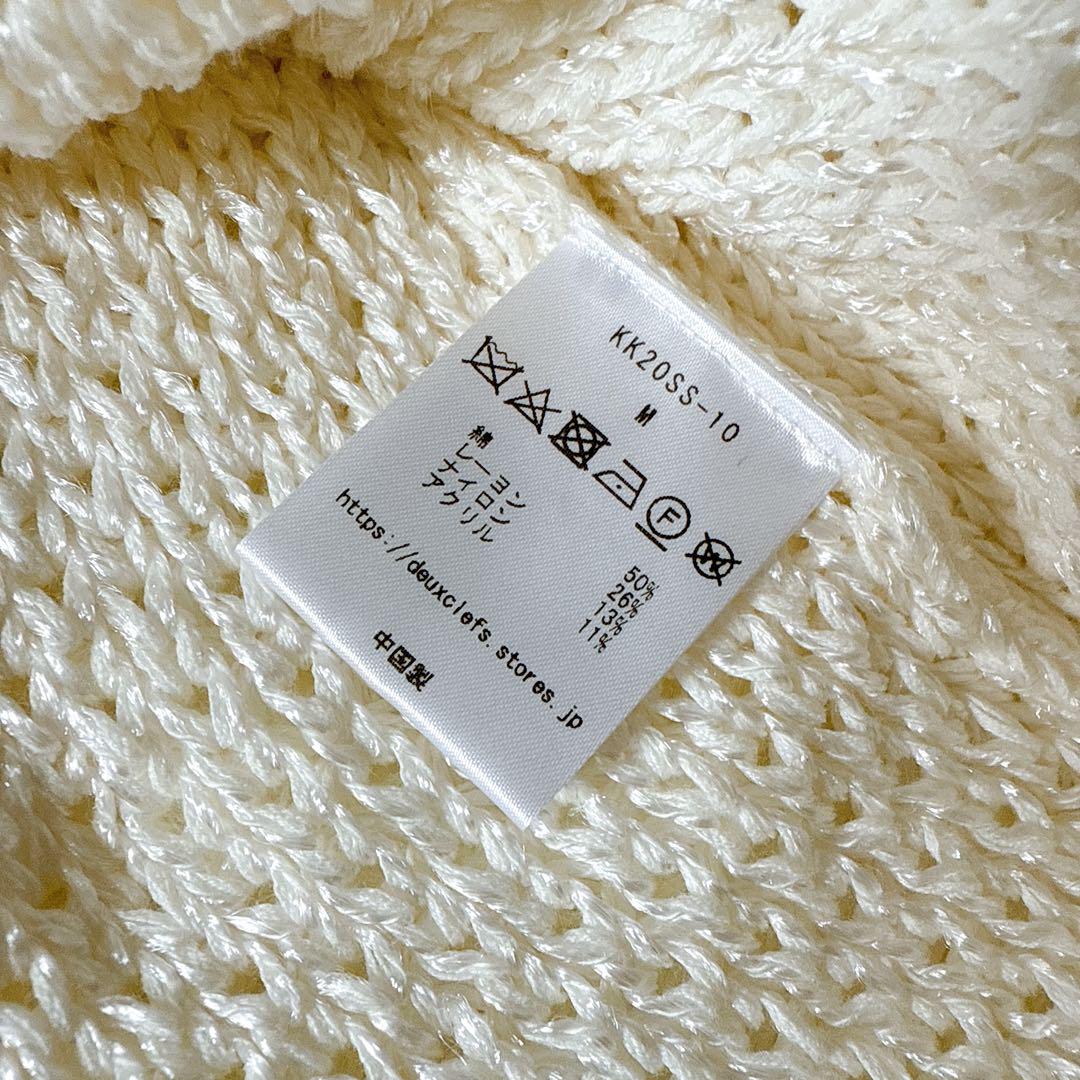 KK20SS-10
M
F
W
綿 50%
レーヨン 26%
ナイロン 13%
アクリル 11%
https://deuxclefs.stores.jp
中国製